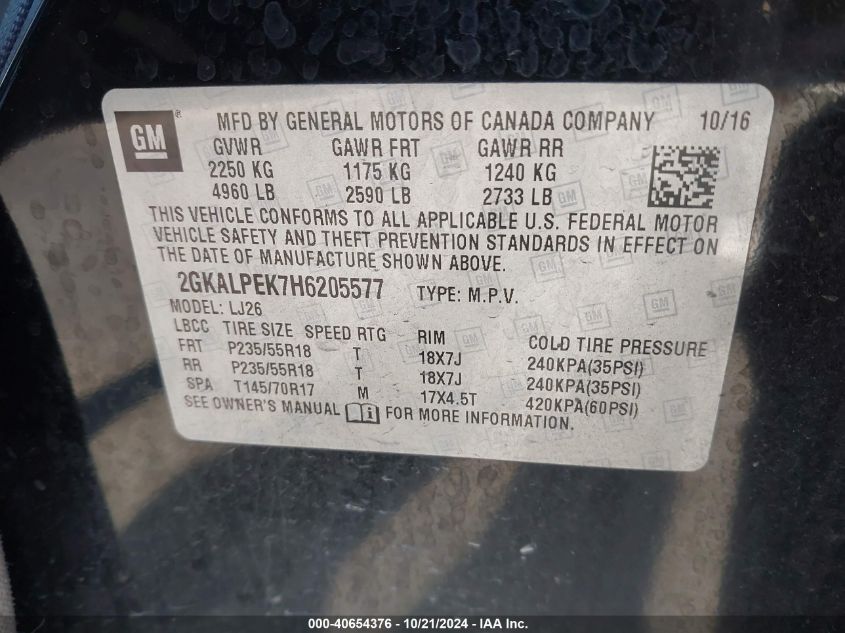 GM ® MFD BY GENERAL MOTORS OF CANADA COMPANY 10/16
GVWR GAWR FRT GAWR RR
2250 KG 1175 KG 1240 KG
4960 LB 2590 LB 2733 LB
THIS VEHICLE CONFORMS TO ALL APPLICABLE U.S. FEDERAL MOTOR
VEHICLE SAFETY AND THEFT PREVENTION STANDARDS IN EFFECT ON
THE DATE OF MANUFACTURE SHOWN ABOVE.
2GKALPEK7H6205577 TYPE: M.P.V.
MODEL: LJ26
LBCC TIRE SIZE SPEED RTG RIM COLD TIRE PRESSURE
FRT P235/55R18 T 18X7J 240KPA(35PSI)
RR P235/55R18 T 18X7J 240KPA(35PSI)
SPA T145/70R17 M 17X4.5T 420KPA(60PSI)
SEE OWNER'S MANUAL i FOR MORE INFORMATION.
000-40654376 - 10/21/2024 - IAA Inc.